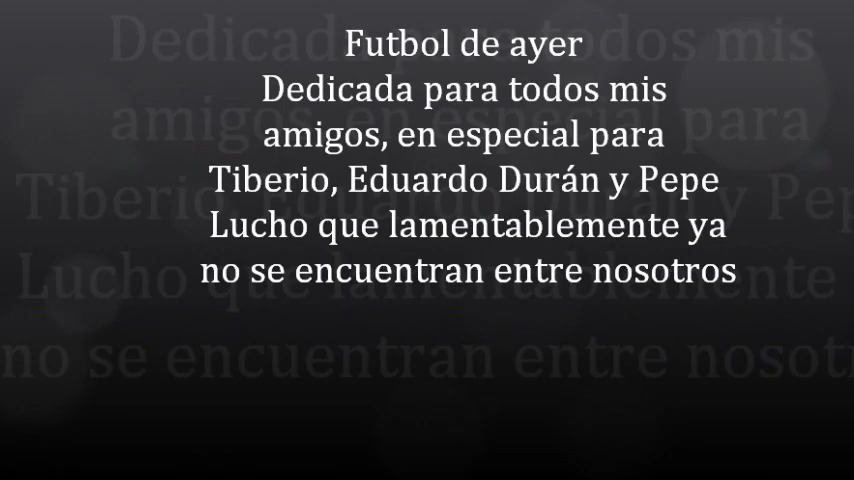 Futbol de ayer
Dedicada para todos mis
amigos, en especial para
Tiberio, Eduardo Durán y Pepe
Lucho que lamentablemente ya
no se encuentran entre nosotros